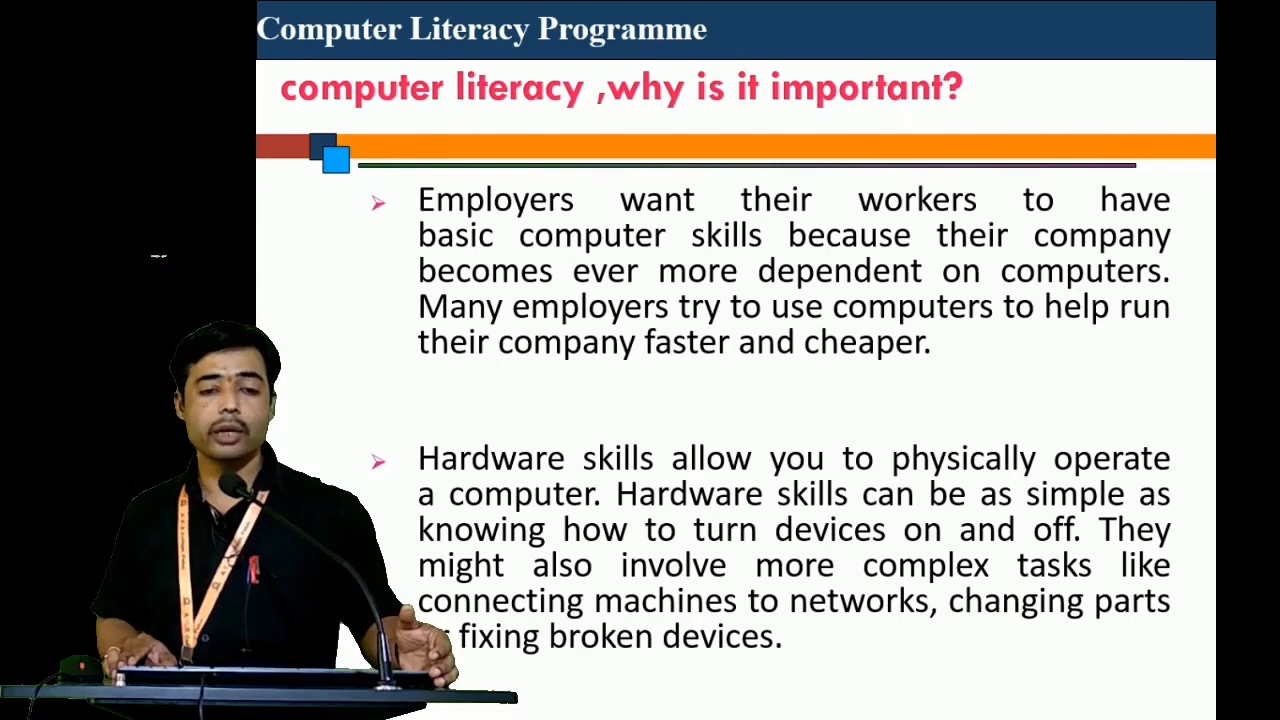 Computer Literacy Programme
computer literacy ,why is it important?
Employers want their workers to have
basic computer skills because their company
becomes ever more dependent on computers.
Many employers try to use computers to help run
their company faster and cheaper.
Hardware skills allow you to physically operate
a computer. Hardware skills can be as simple as
knowing how to turn devices on and off. They
might also involve more complex tasks like
connecting machines to networks, changing parts
fixing broken devices.